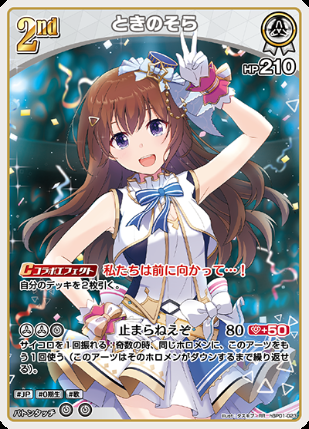 2nd
ときのそら
HP 210
コラボエフェクト 私たちは前に向かって…！
自分のデッキを2枚引く。
止まらねえぞ 80 +50
サイコロを1回振れる：奇数の時、同じホロメンに、このアーツをも
う1回使う（このアーツはそのホロメンがダウンするまで繰り返
せる）。
#JP #0期生 #歌
バトンタッチ